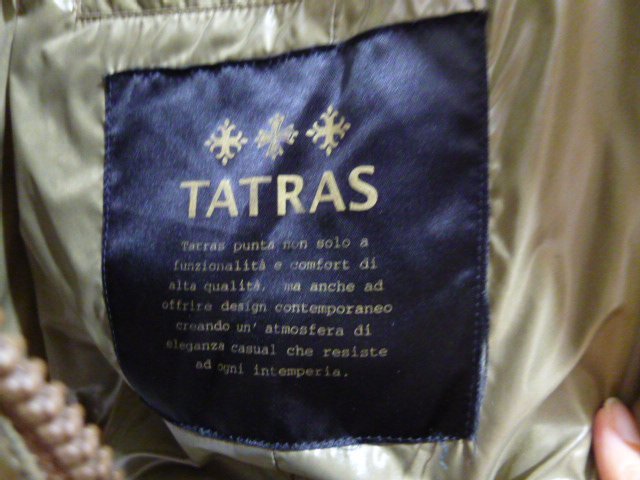 TATRAS
Tatras punta non solo a
funzionalità e comfort di
alta qualità, ma anche ad
offrire design contemporaneo
creando un' atmosfera di
eleganza casual che resiste
ad ogni intemperia.